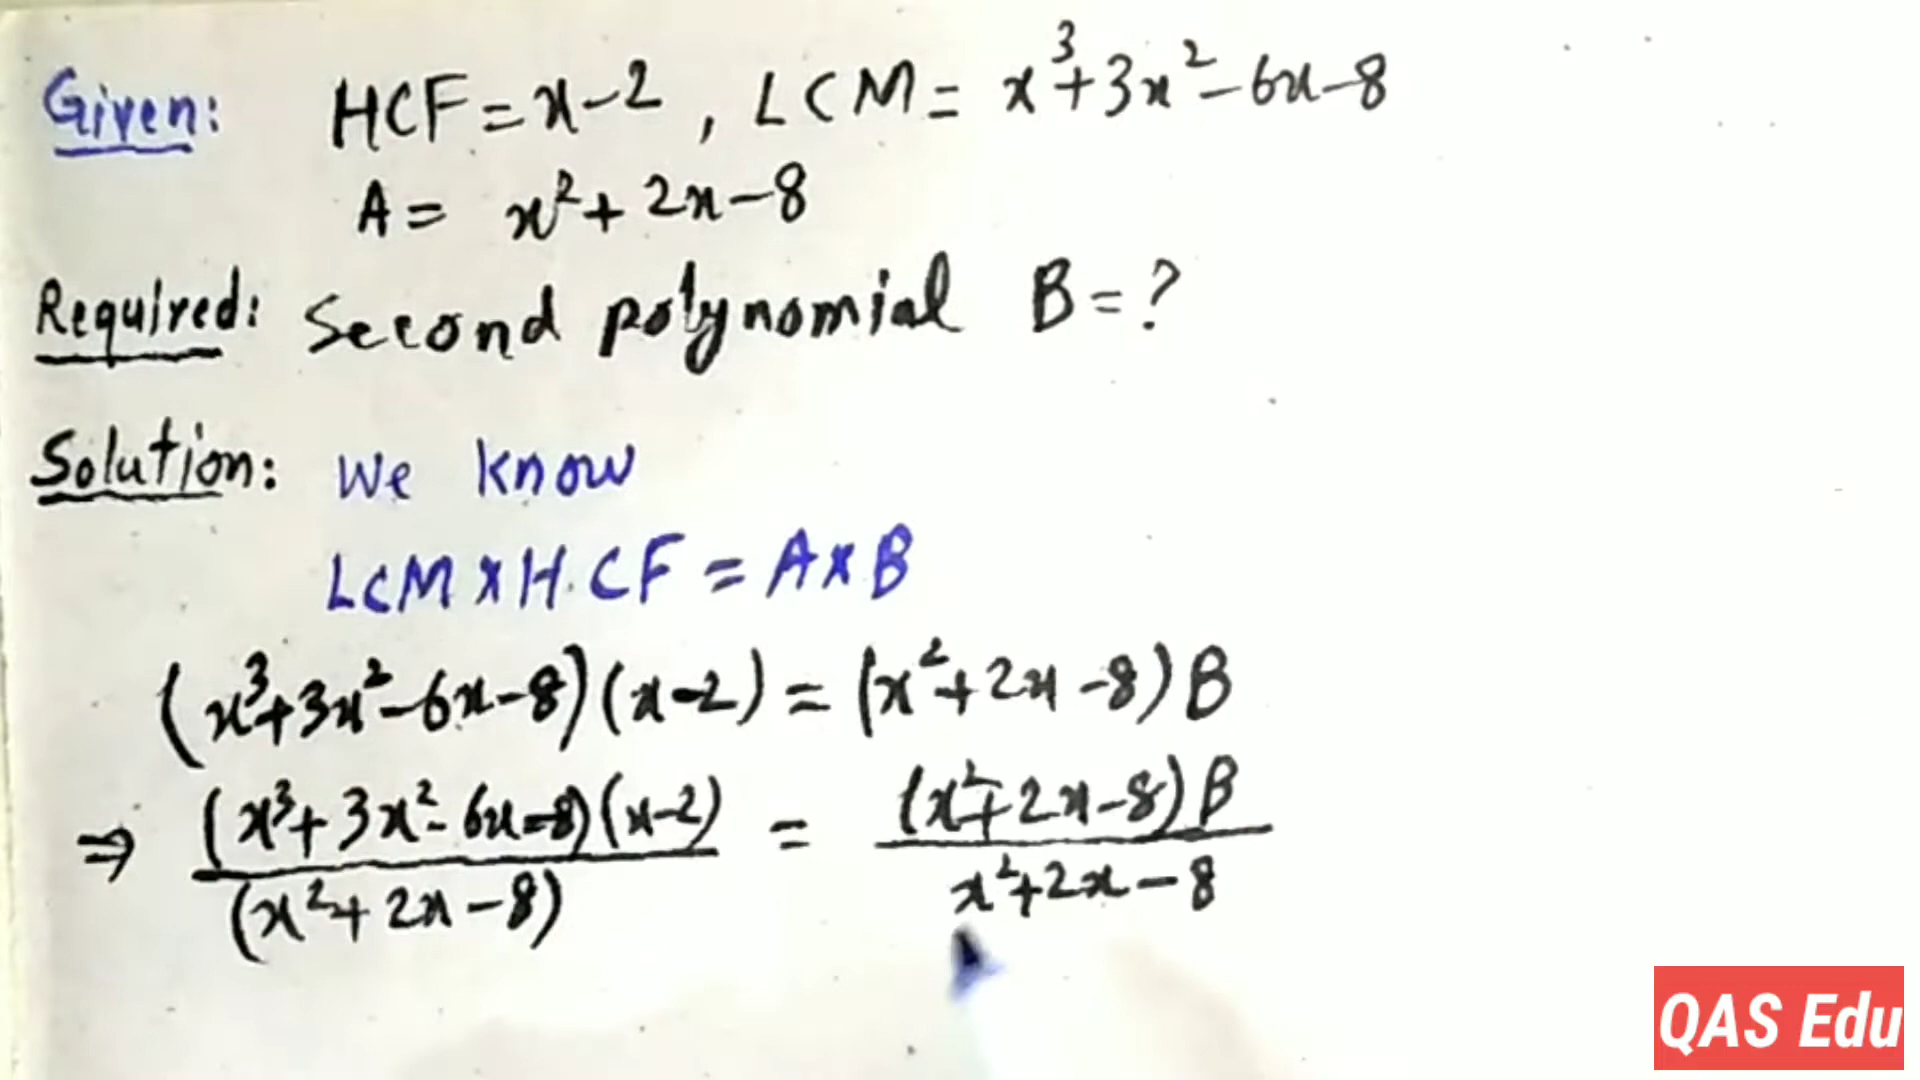 Given: HCF = x-2, LCM = x³+3x²-6x-8
A = x²+2x-8
Required: Second polynomial B=?
Solution: We know
LCM x H.CF = A x B
(x³+3x²-6x-8)(x-2) = (x²+2x-8)B
⇒ (x³+3x²-6x-8)(x-2) = (x²+2x-8)B
(x²+2x-8) x²+2x-8
QAS Edu